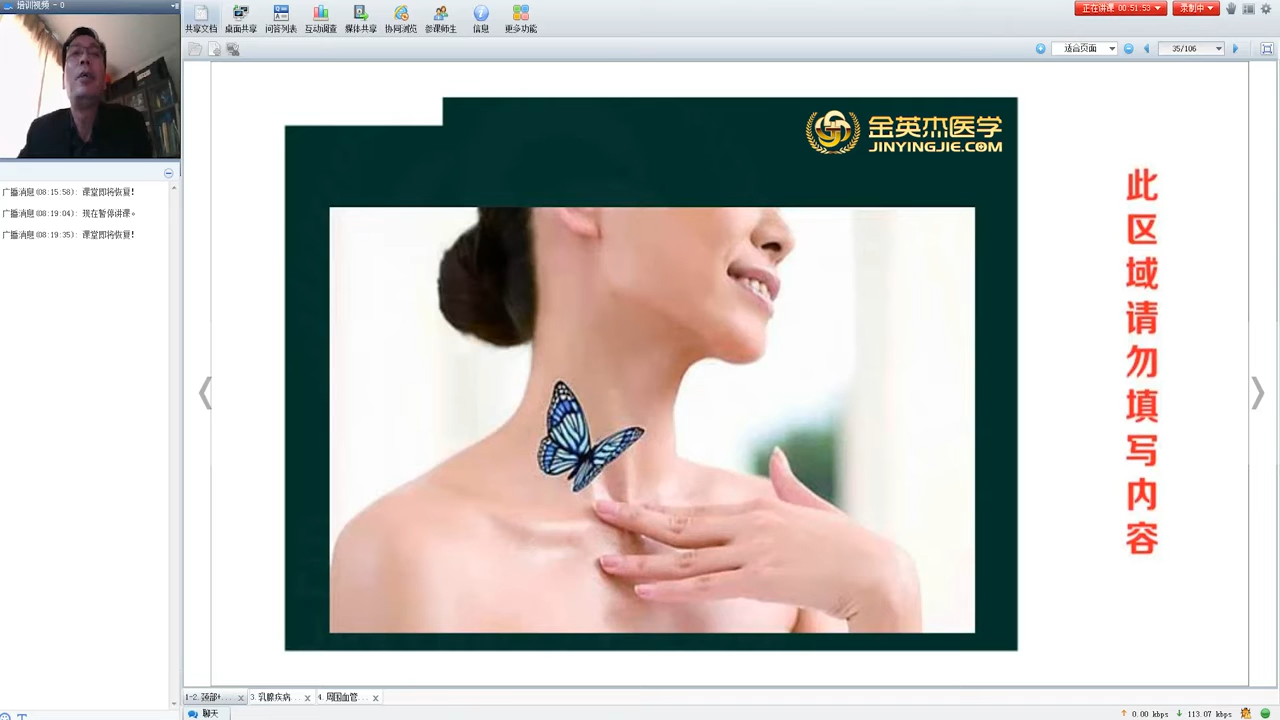 培训视频 - 0
共享文档 桌面共享 问答列表 互动调查 媒体共享 协同浏览 参课师生 信息 更多功能
正在讲课 00:51:53
录制中
适合页面
35/106
广播消息(08:15:58): 课堂即将恢复!
广播消息(08:19:04): 现在暂停讲课。
广播消息(08:19:35): 课堂即将恢复!
金英杰医学
JINYINGJIE.COM
此区域请勿填写内容
1-2. 颈部+...
3. 乳腺疾病...
4. 周围血管...
聊天
0.00 kbps
113.07 kbps